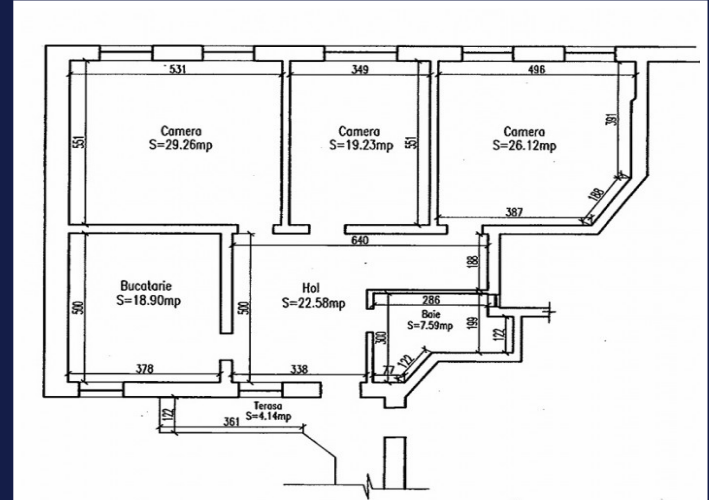 531
349
496
551
Camera
S=29.26mp
Camera
S=19.23mp
551
Camera
S=26.12mp
391
188
387
640
188
500
Bucatarie
S=18.90mp
500
Hol
S=22.58mp
286
Baie
S=7.59mp
300
199
122
122
77
378
338
122
Terasa
S=4.14mp
361